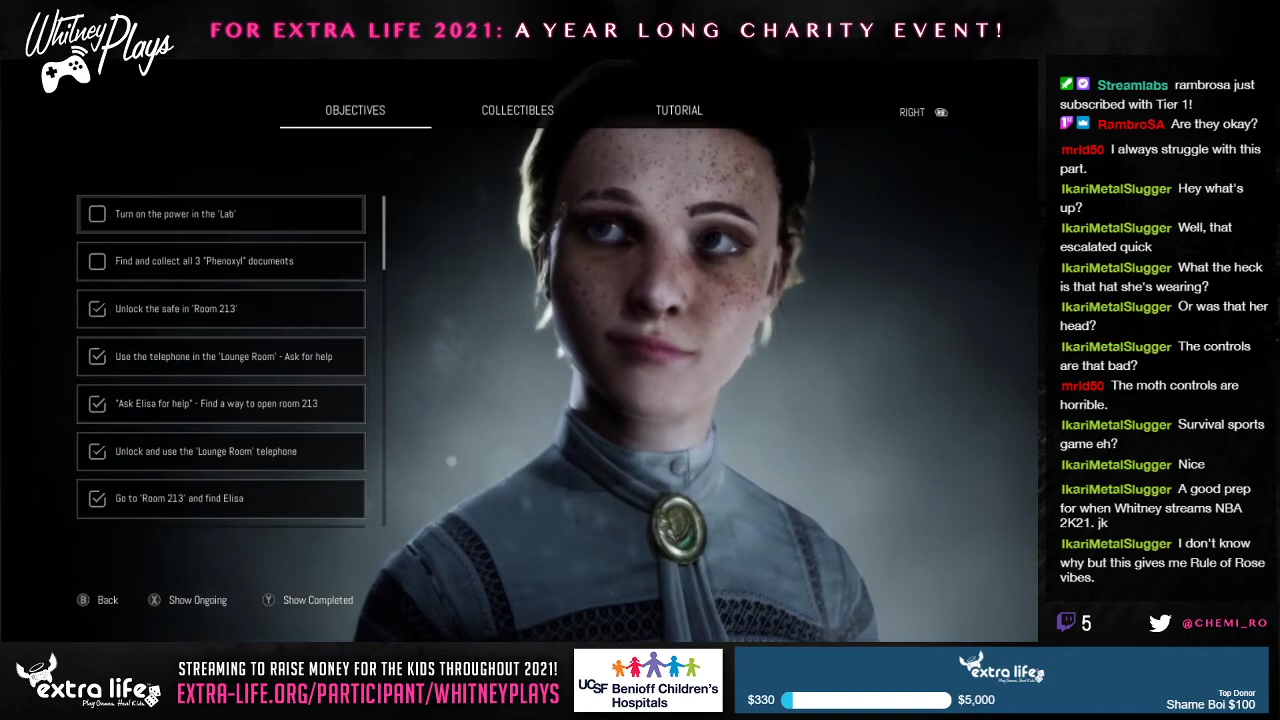 WhitneyPlays
FOR EXTRA LIFE 2021: A YEAR LONG CHARITY EVENT!
OBJECTIVES
COLLECTIBLES
TUTORIAL
RIGHT
Turn on the power in the 'Lab'
Find and collect all 3 "Phenoxyl" documents
Unlock the safe in 'Room 213'
Use the telephone in the 'Lounge Room' - Ask for help
"Ask Elisa for help" - Find a way to open room 213
Unlock and use the 'Lounge Room' telephone
Go to 'Room 213' and find Elisa
B Back
X Show Ongoing
Y Show Completed
Streamlabs rambrosa just
subscribed with Tier 1!
RambroSA Are they okay?
mrld50 I always struggle with this
part.
IkariMetalSlugger Hey what's
up?
IkariMetalSlugger Well, that
escalated quick
IkariMetalSlugger What the heck
is that hat she's wearing?
IkariMetalSlugger Or was that her
head?
IkariMetalSlugger The controls
are that bad?
mrld50 The moth controls are
horrible.
IkariMetalSlugger Survival sports
game eh?
IkariMetalSlugger Nice
IkariMetalSlugger A good prep
for when Whitney streams NBA
2K21. jk
IkariMetalSlugger I don't know
why but this gives me Rule of Rose
vibes.
5
@CHEMI_RO
extra life
Play Games. Heal Kids.
STREAMING TO RAISE MONEY FOR THE KIDS THROUGHOUT 2021!
EXTRA-LIFE.ORG/PARTICIPANT/WHITNEYPLAYS
UCSF Benioff Children's
Hospitals
extra life
Play Games. Heal Kids.
$330
$5,000
Top Donor
Shame Boi $100